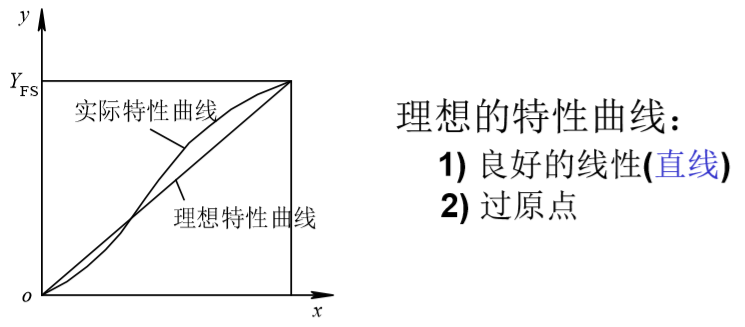 y
Y_FS
实际特性曲线
理想特性曲线
o
x
理想的特性曲线：
1) 良好的线性(直线)
2) 过原点